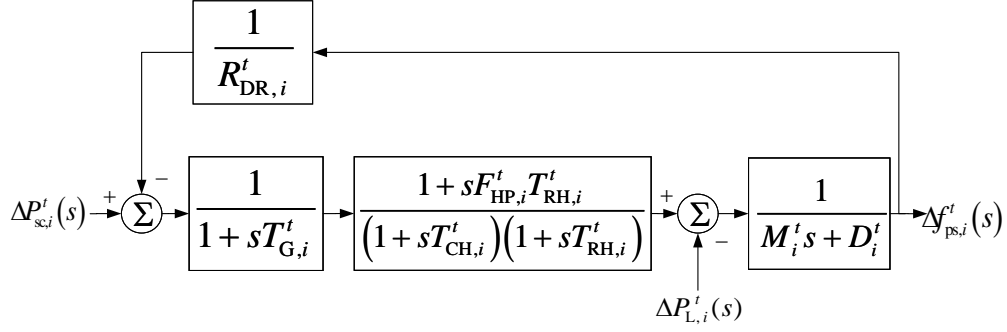 1
R^t_{DR,i}
−
+
ΔP^t_{sc,i}(s)
Σ
1
1 + sT^t_{G,i}
1 + sF^t_{HP,i}T^t_{RH,i}
(1 + sT^t_{CH,i})(1 + sT^t_{RH,i})
+
Σ
−
1
M^t_i s + D^t_i
Δf^t_{ps,i}(s)
ΔP^t_{L,i}(s)